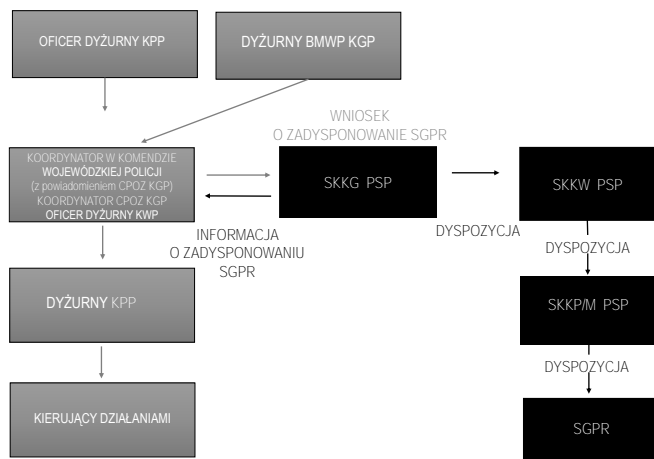 OFICER DYŻURNY KPP
DYŻURNY BMWP KGP
WNIOSEK
O ZADYSPONOWANIE SGPR
KOORDYNATOR W KOMENDZIE
WOJEWÓDZKIEJ POLICJI
(z powiadomieniem CPOZ KGP)
KOORDYNATOR CPOZ KGP
OFICER DYŻURNY KWP
SKKG PSP
SKKW PSP
INFORMACJA
O ZADYSPONOWANIU
SGPR
DYSPOZYCJA
DYSPOZYCJA
DYŻURNY KPP
SKKP/M PSP
DYSPOZYCJA
KIERUJĄCY DZIAŁANIAMI
SGPR